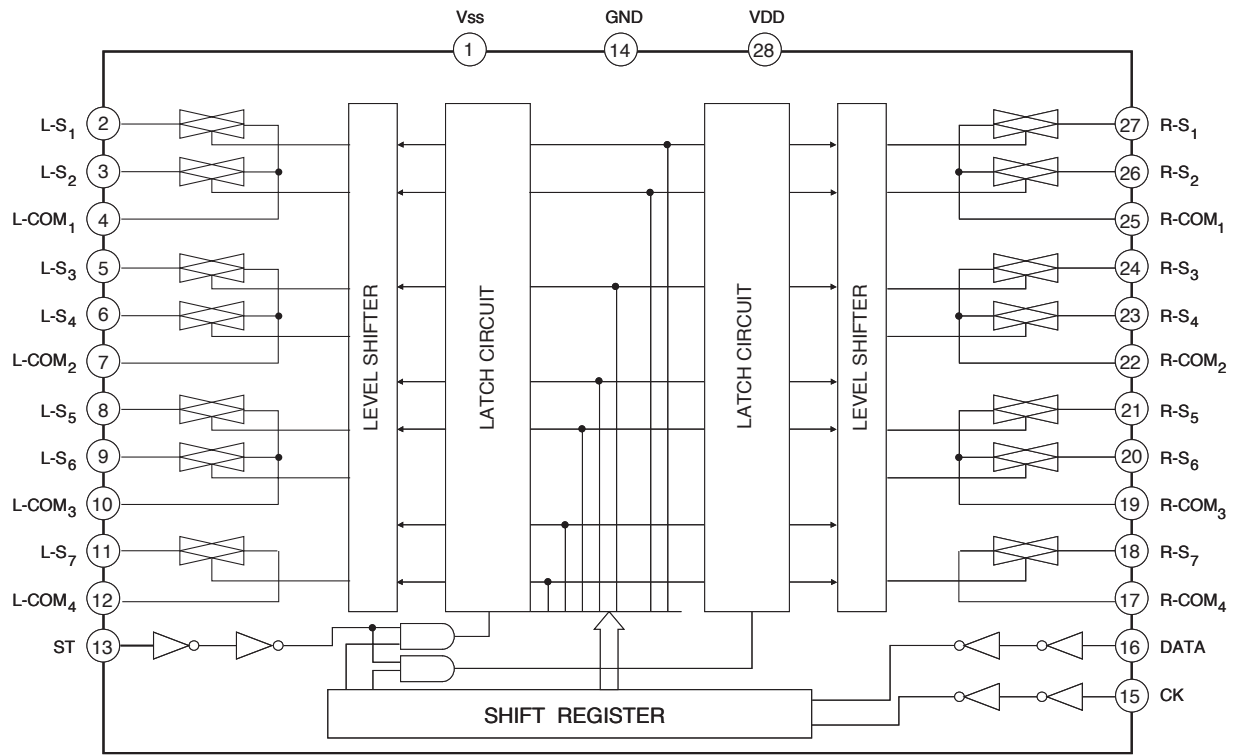 Vss GND VDD
1 14 28
L-S1 2
L-S2 3
L-COM1 4
L-S3 5
L-S4 6
L-COM2 7
L-S5 8
L-S6 9
L-COM3 10
L-S7 11
L-COM4 12
ST 13
LEVEL SHIFTER
LATCH CIRCUIT
LATCH CIRCUIT
LEVEL SHIFTER
27 R-S1
26 R-S2
25 R-COM1
24 R-S3
23 R-S4
22 R-COM2
21 R-S5
20 R-S6
19 R-COM3
18 R-S7
17 R-COM4
16 DATA
15 CK
SHIFT REGISTER